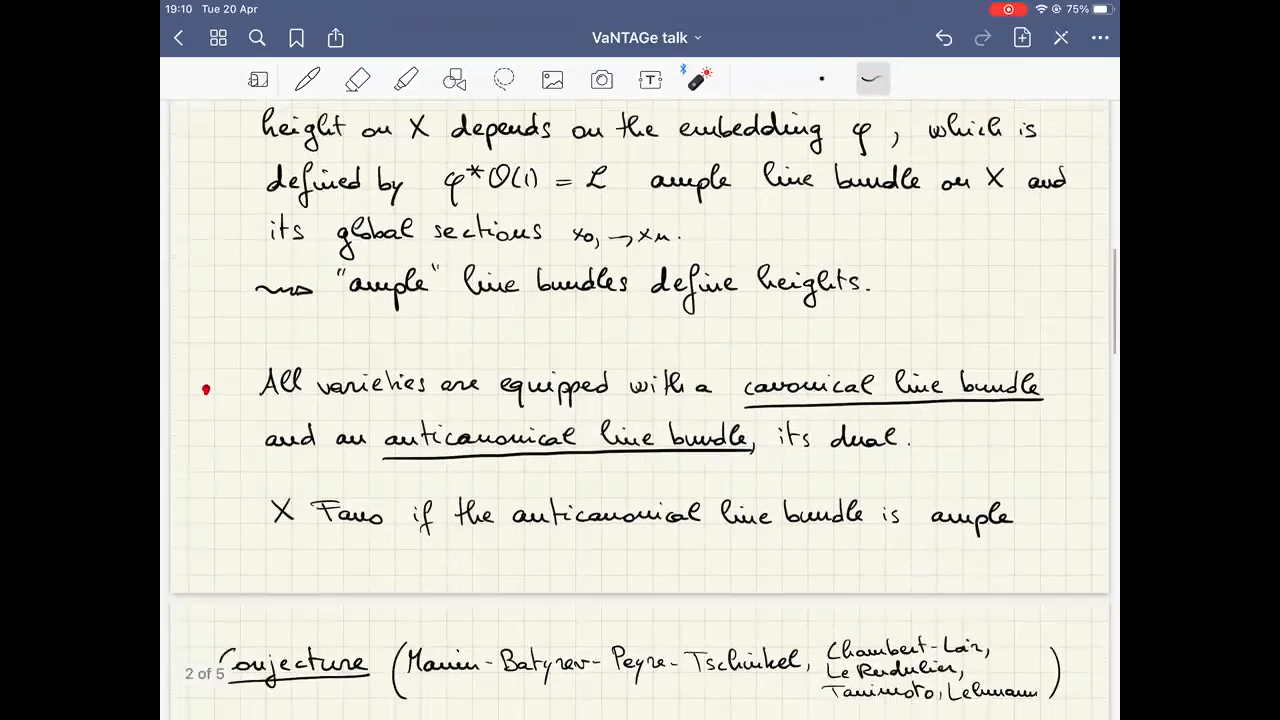 19:10 Tue 20 Apr
75%
VaNTAGe talk
T
height on X depends on the embedding φ, which is
defined by φ*O(1) = L ample line bundle on X and
its global sections x0, → xn.
"ample" line bundles define heights.
All varieties are equipped with a canonical line bundle
and an anticanonical line bundle, its dual.
X Fano if the anticanonical line bundle is ample
2 of 5
Conjecture (Manin-Batyrev-Peyre-Tschinkel, Chambert-Loir,
Le Rudulier,
Tanimoto, Lehmann)